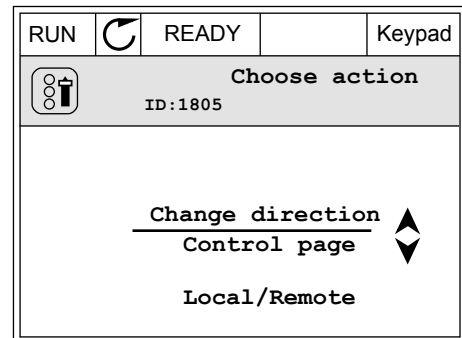 RUN READY Keypad
Choose action
ID:1805
Change direction
Control page
Local/Remote